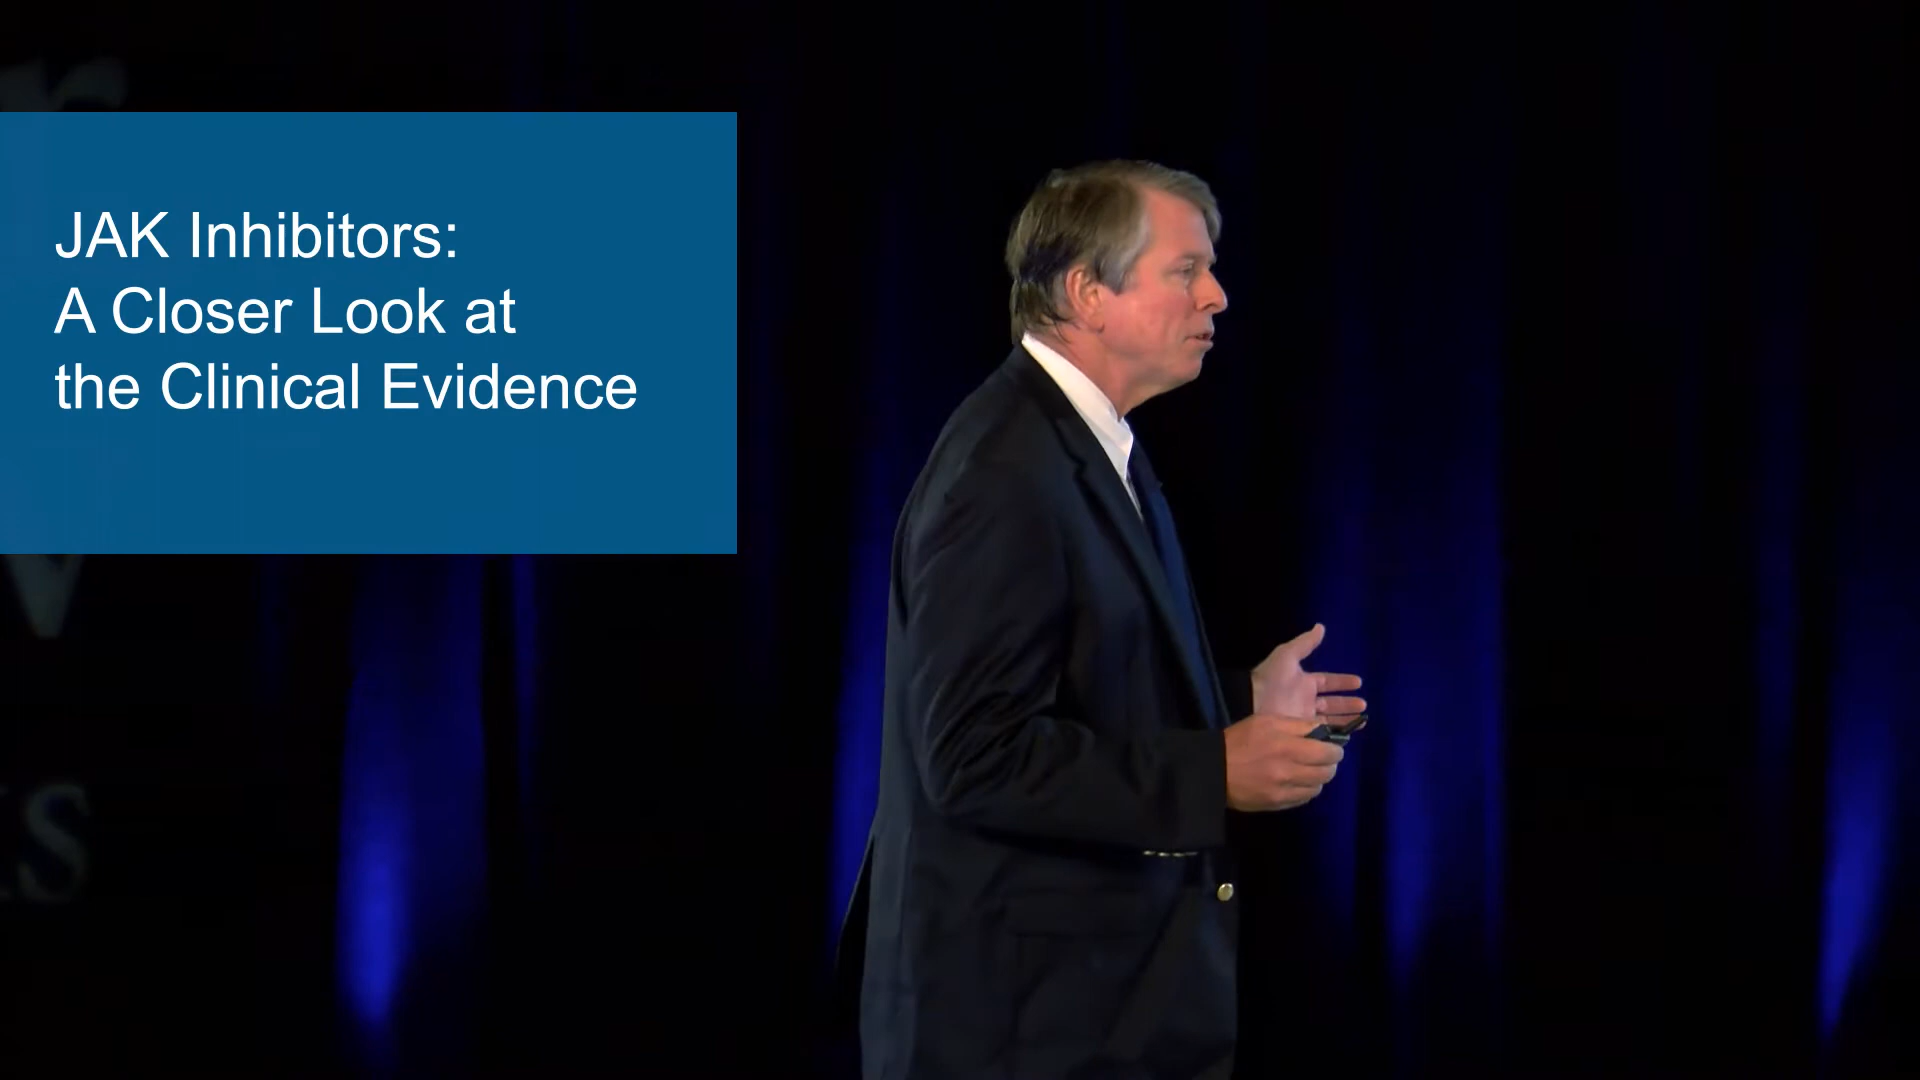 JAK Inhibitors:
A Closer Look at
the Clinical Evidence